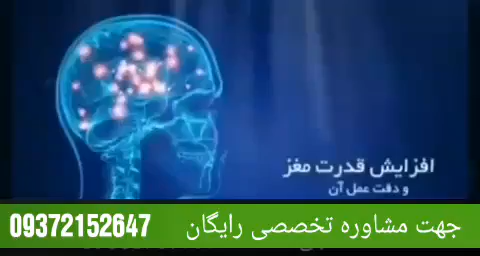 افزایش قدرت مغز
و دقت عمل آن
جهت مشاوره تخصصی رایگان 09372152647